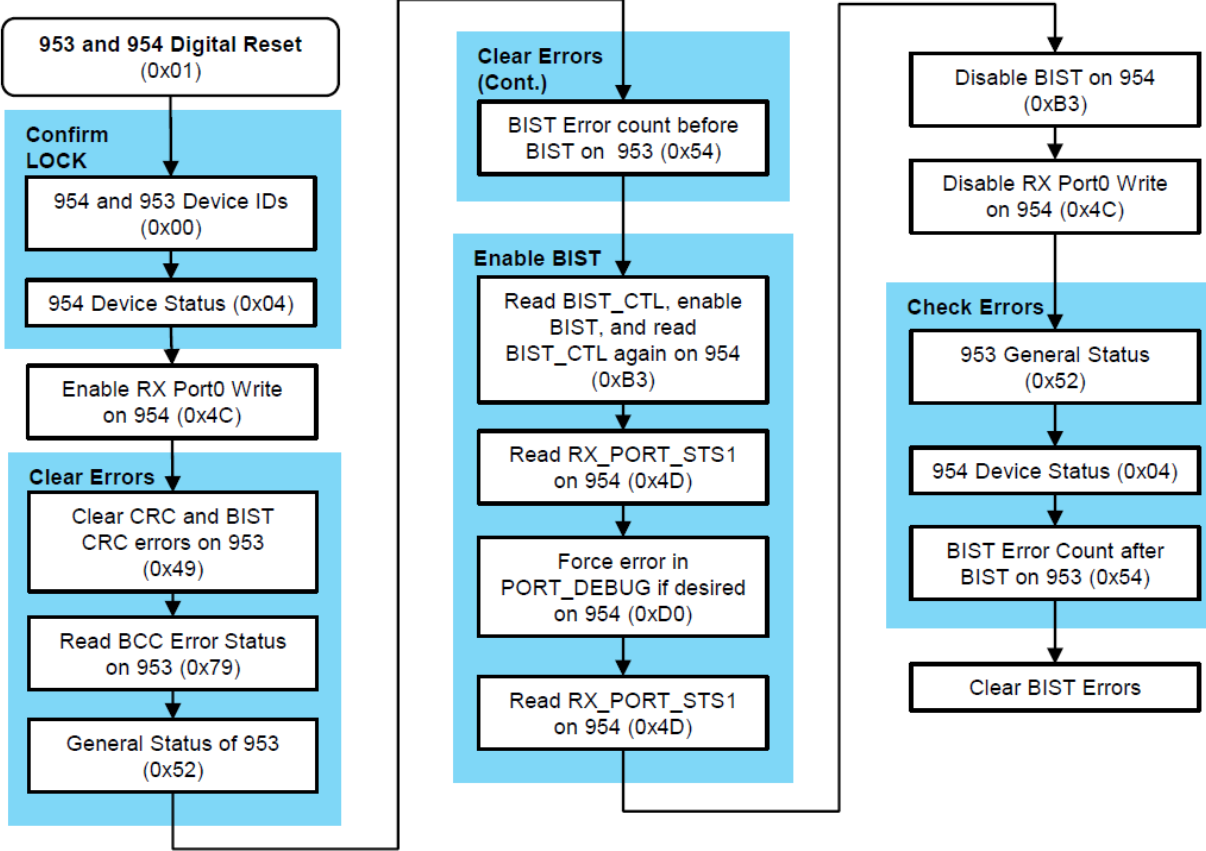 953 and 954 Digital Reset
(0x01)
Confirm
LOCK
954 and 953 Device IDs
(0x00)
954 Device Status (0x04)
Enable RX Port0 Write
on 954 (0x4C)
Clear Errors
Clear CRC and BIST
CRC errors on 953
(0x49)
Read BCC Error Status
on 953 (0x79)
General Status of 953
(0x52)
Clear Errors
(Cont.)
BIST Error count before
BIST on 953 (0x54)
Enable BIST
Read BIST_CTL, enable
BIST, and read
BIST_CTL again on 954
(0xB3)
Read RX_PORT_STS1
on 954 (0x4D)
Force error in
PORT_DEBUG if desired
on 954 (0xD0)
Read RX_PORT_STS1
on 954 (0x4D)
Disable BIST on 954
(0xB3)
Disable RX Port0 Write
on 954 (0x4C)
Check Errors
953 General Status
(0x52)
954 Device Status (0x04)
BIST Error Count after
BIST on 953 (0x54)
Clear BIST Errors